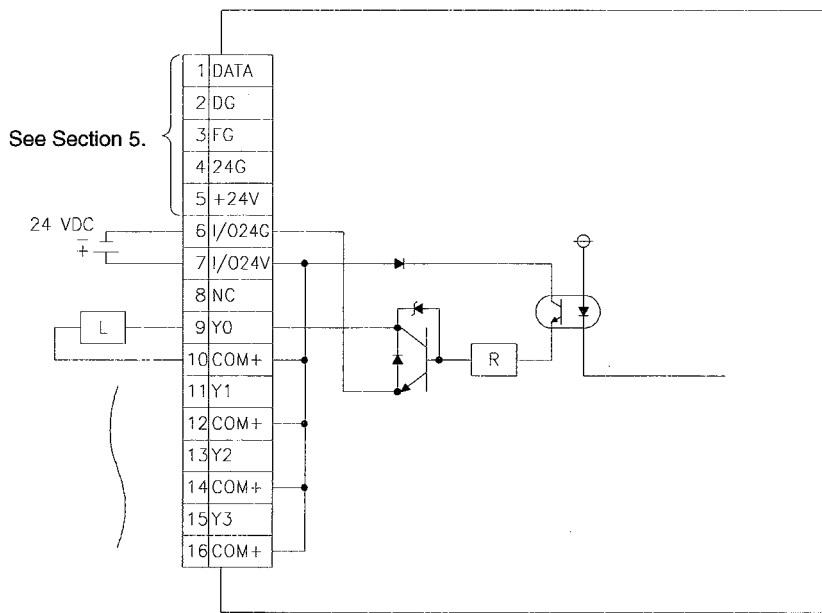 1 DATA
2 DG
3 FG
4 24G
5 +24V
See Section 5.
24 VDC
- +
6 I/O24G
7 I/O24V
8 NC
9 Y0
L
10 COM+
R
11 Y1
12 COM+
13 Y2
14 COM+
15 Y3
16 COM+